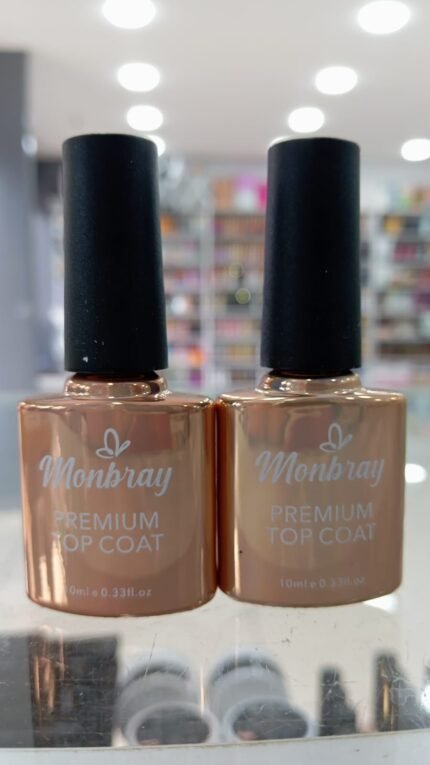 Monbray
PREMIUM
TOP COAT
10ml e 0.33fl.oz
Monbray
PREMIUM
TOP COAT
10ml e 0.33fl.oz